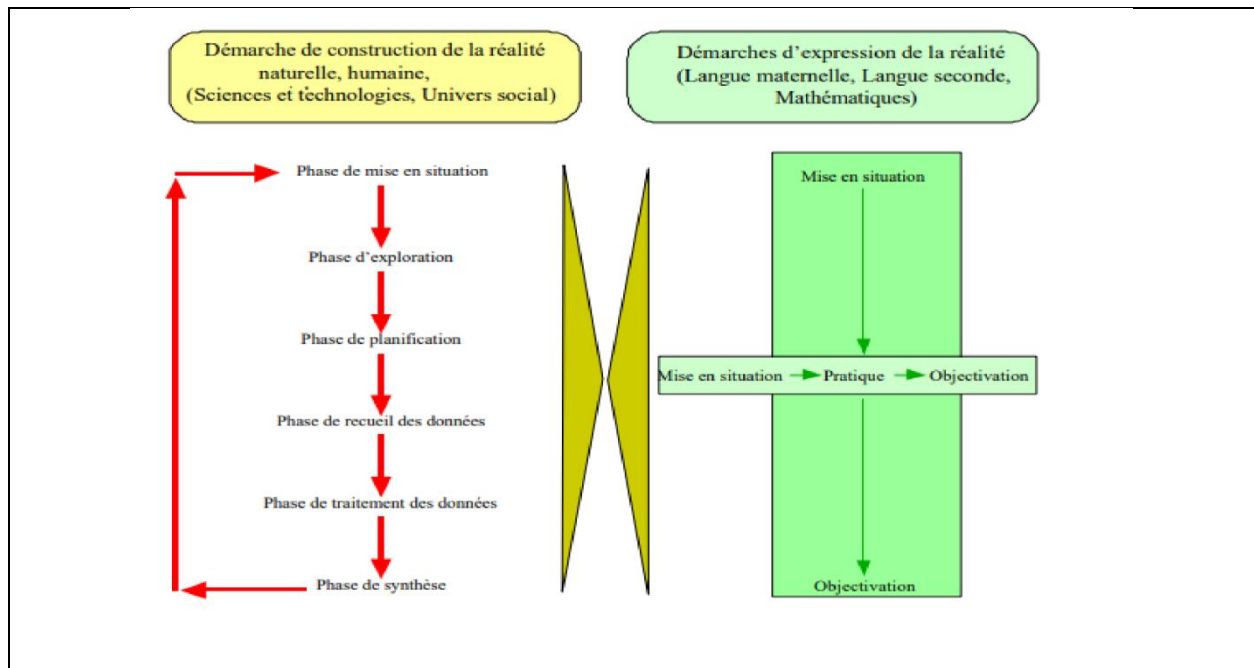 Démarche de construction de la réalité
naturelle, humaine,
(Sciences et technologies, Univers social)
Démarches d’expression de la réalité
(Langue maternelle, Langue seconde,
Mathématiques)
Phase de mise en situation
Phase d’exploration
Phase de planification
Phase de recueil des données
Phase de traitement des données
Phase de synthèse
Mise en situation
Mise en situation Pratique Objectivation
Objectivation